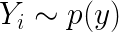 Y_i ∼ p(y)